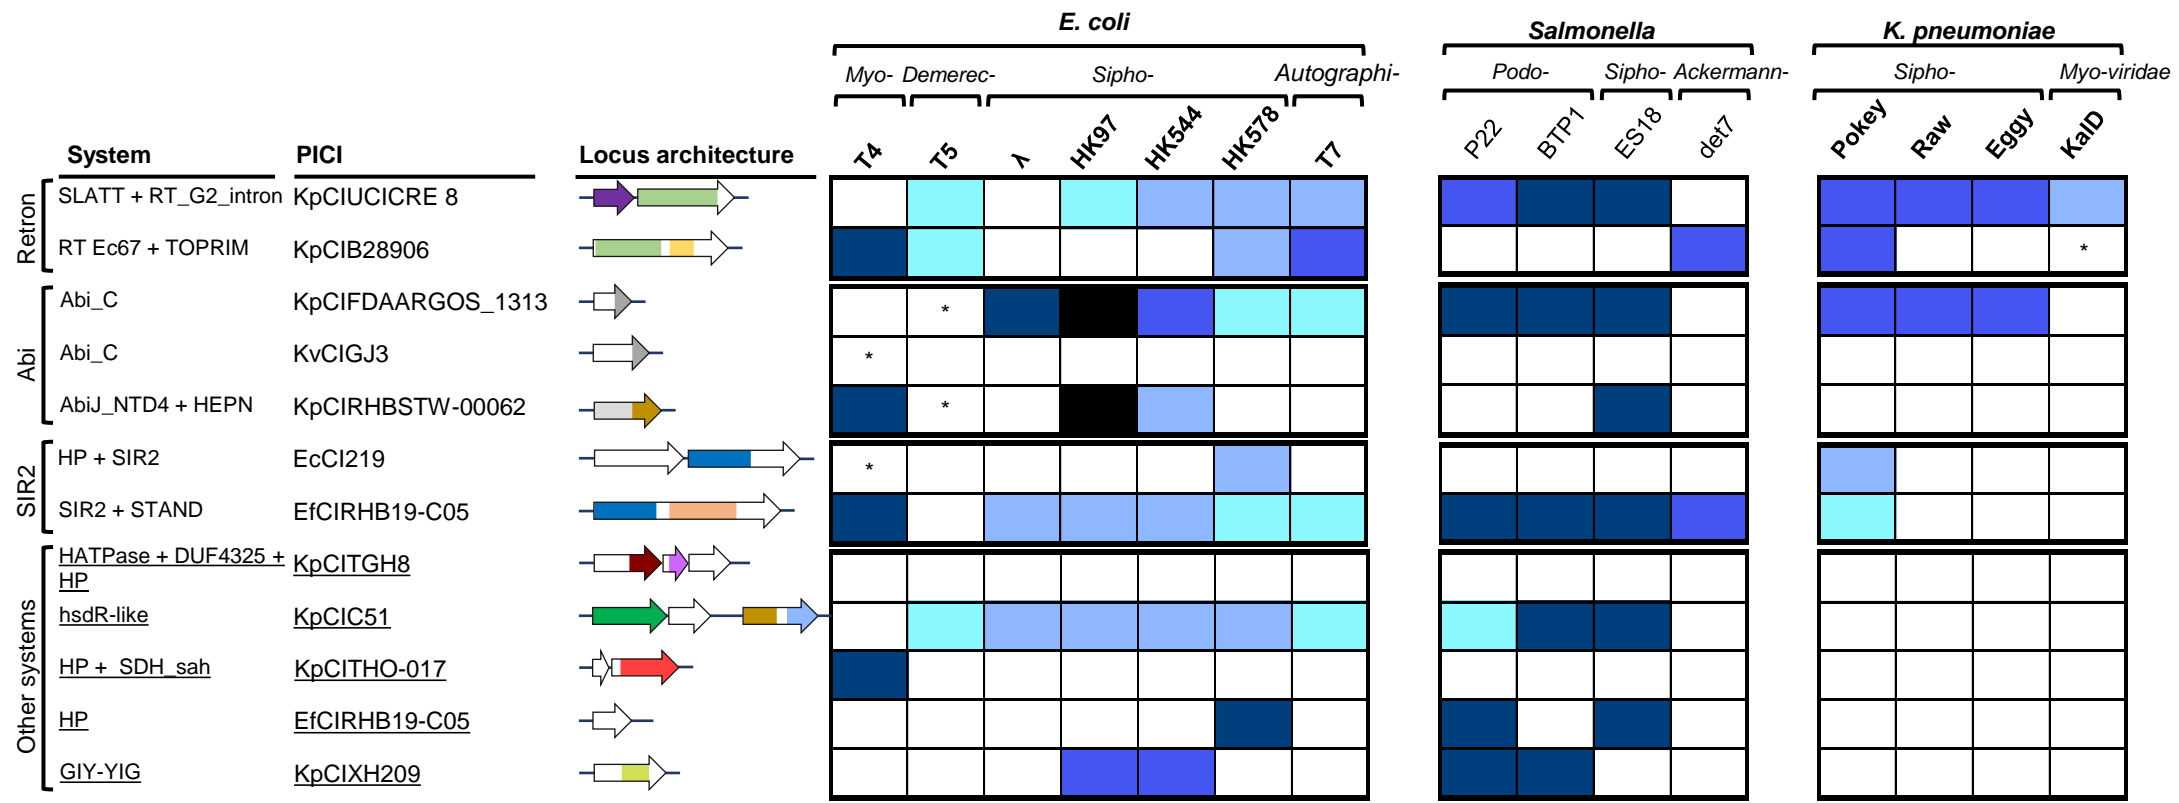 E. coli
Salmonella
K. pneumoniae
Myo- Demerec- Sipho- Autographi- Podo- Sipho- Ackermann- Sipho- Myo-viridae
System PICI Locus architecture T4 T5 λ HK97 HK544 HK578 T7 P22 BTP1 ES18 det7 Pokey Raw Eggy KalD
Retron
SLATT + RT_G2_intron KpCIUCICRE 8
RT Ec67 + TOPRIM KpCIB28906 *
Abi
Abi_C KpCIFDAARGOS_1313 *
Abi_C KvCIGJ3 *
AbiJ_NTD4 + HEPN KpCIRHBSTW-00062 *
SIR2
HP + SIR2 EcCI219 *
SIR2 + STAND EfCIRHB19-C05
Other systems
HATPase + DUF4325 +
HP KpCITGH8
hsdR-like KpCIC51
HP + SDH_sah KpCITHO-017
HP EfCIRHB19-C05
GIY-YIG KpCIXH209